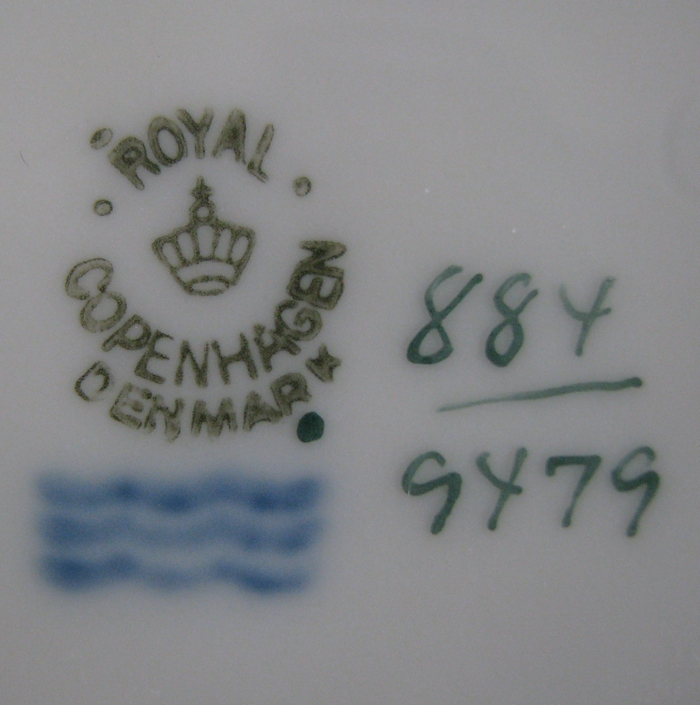 ROYAL
COPENHAGEN
DENMARK
884
9479